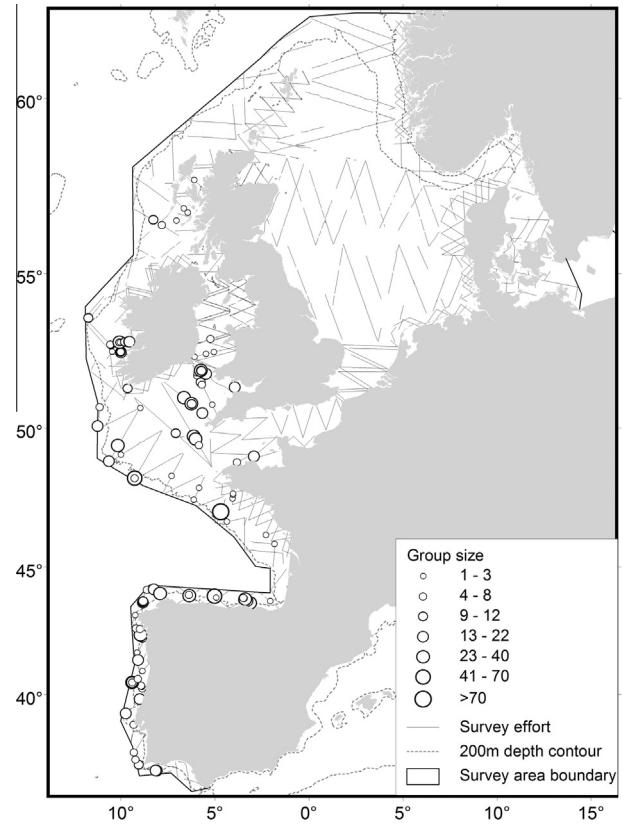 60°
55°
50°
45°
40°
Group size
1 - 3
4 - 8
9 - 12
13 - 22
23 - 40
41 - 70
>70
Survey effort
200m depth contour
Survey area boundary
10° 5° 0° 5° 10° 15°